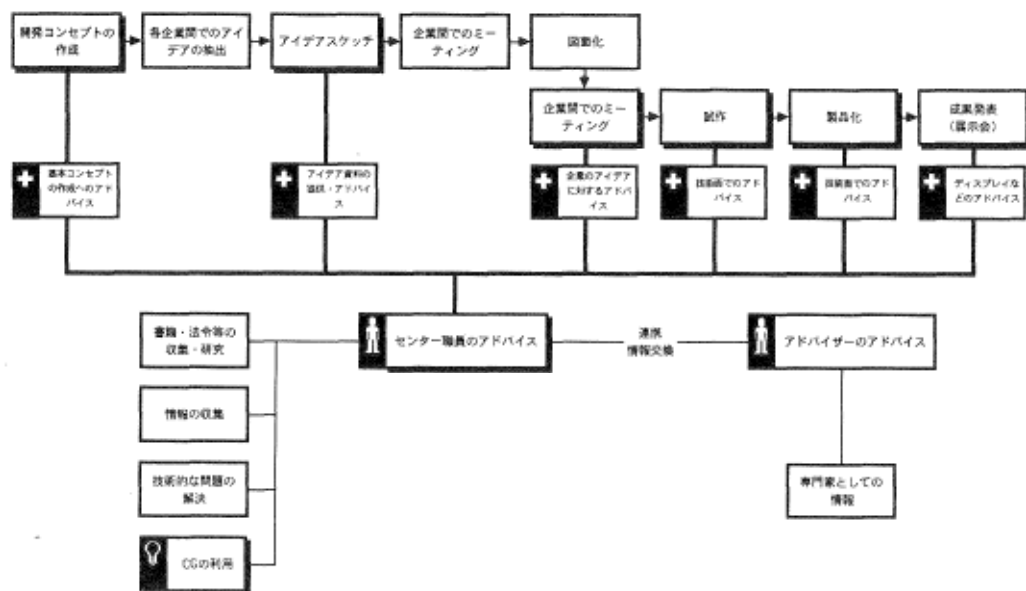 開発コンセプトの
作成
各企業間でのアイ
デアの抽出
アイデアスケッチ
企業間でのミー
ティング
図面化
企業間でのミー
ティング
試作
製品化
成果発表
(展示会)
基本コンセプト
の作成へのアド
バイス
アイデア資料の
提供・アドバイ
ス
企業のアイデア
に対するアドバ
イス
技術面でのアド
バイス
技術面でのアド
バイス
ディスプレイな
どのアドバイス
書籍・法令等の
収集・研究
センター職員のアドバイス
連携
情報交換
アドバイザーのアドバイス
情報の収集
技術的な問題の
解決
専門家としての
情報
CGの利用